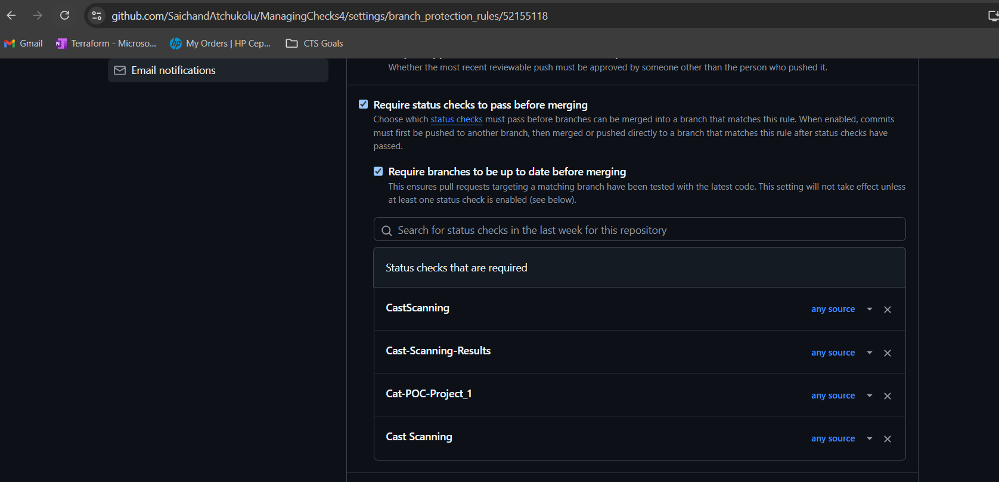 github.com/SaichandAtchukolu/ManagingChecks4/settings/branch_protection_rules/52155118
Gmail
Terraform - Microso...
My Orders | HP Cep...
CTS Goals
Email notifications
Whether the most recent reviewable push must be approved by someone other than the person who pushed it.
Require status checks to pass before merging
Choose which status checks must pass before branches can be merged into a branch that matches this rule. When enabled, commits
must first be pushed to another branch, then merged or pushed directly to a branch that matches this rule after status checks have
passed.
Require branches to be up to date before merging
This ensures pull requests targeting a matching branch have been tested with the latest code. This setting will not take effect unless
at least one status check is enabled (see below).
Search for status checks in the last week for this repository
Status checks that are required
CastScanning
any source
Cast-Scanning-Results
any source
Cat-POC-Project_1
any source
Cast Scanning
any source